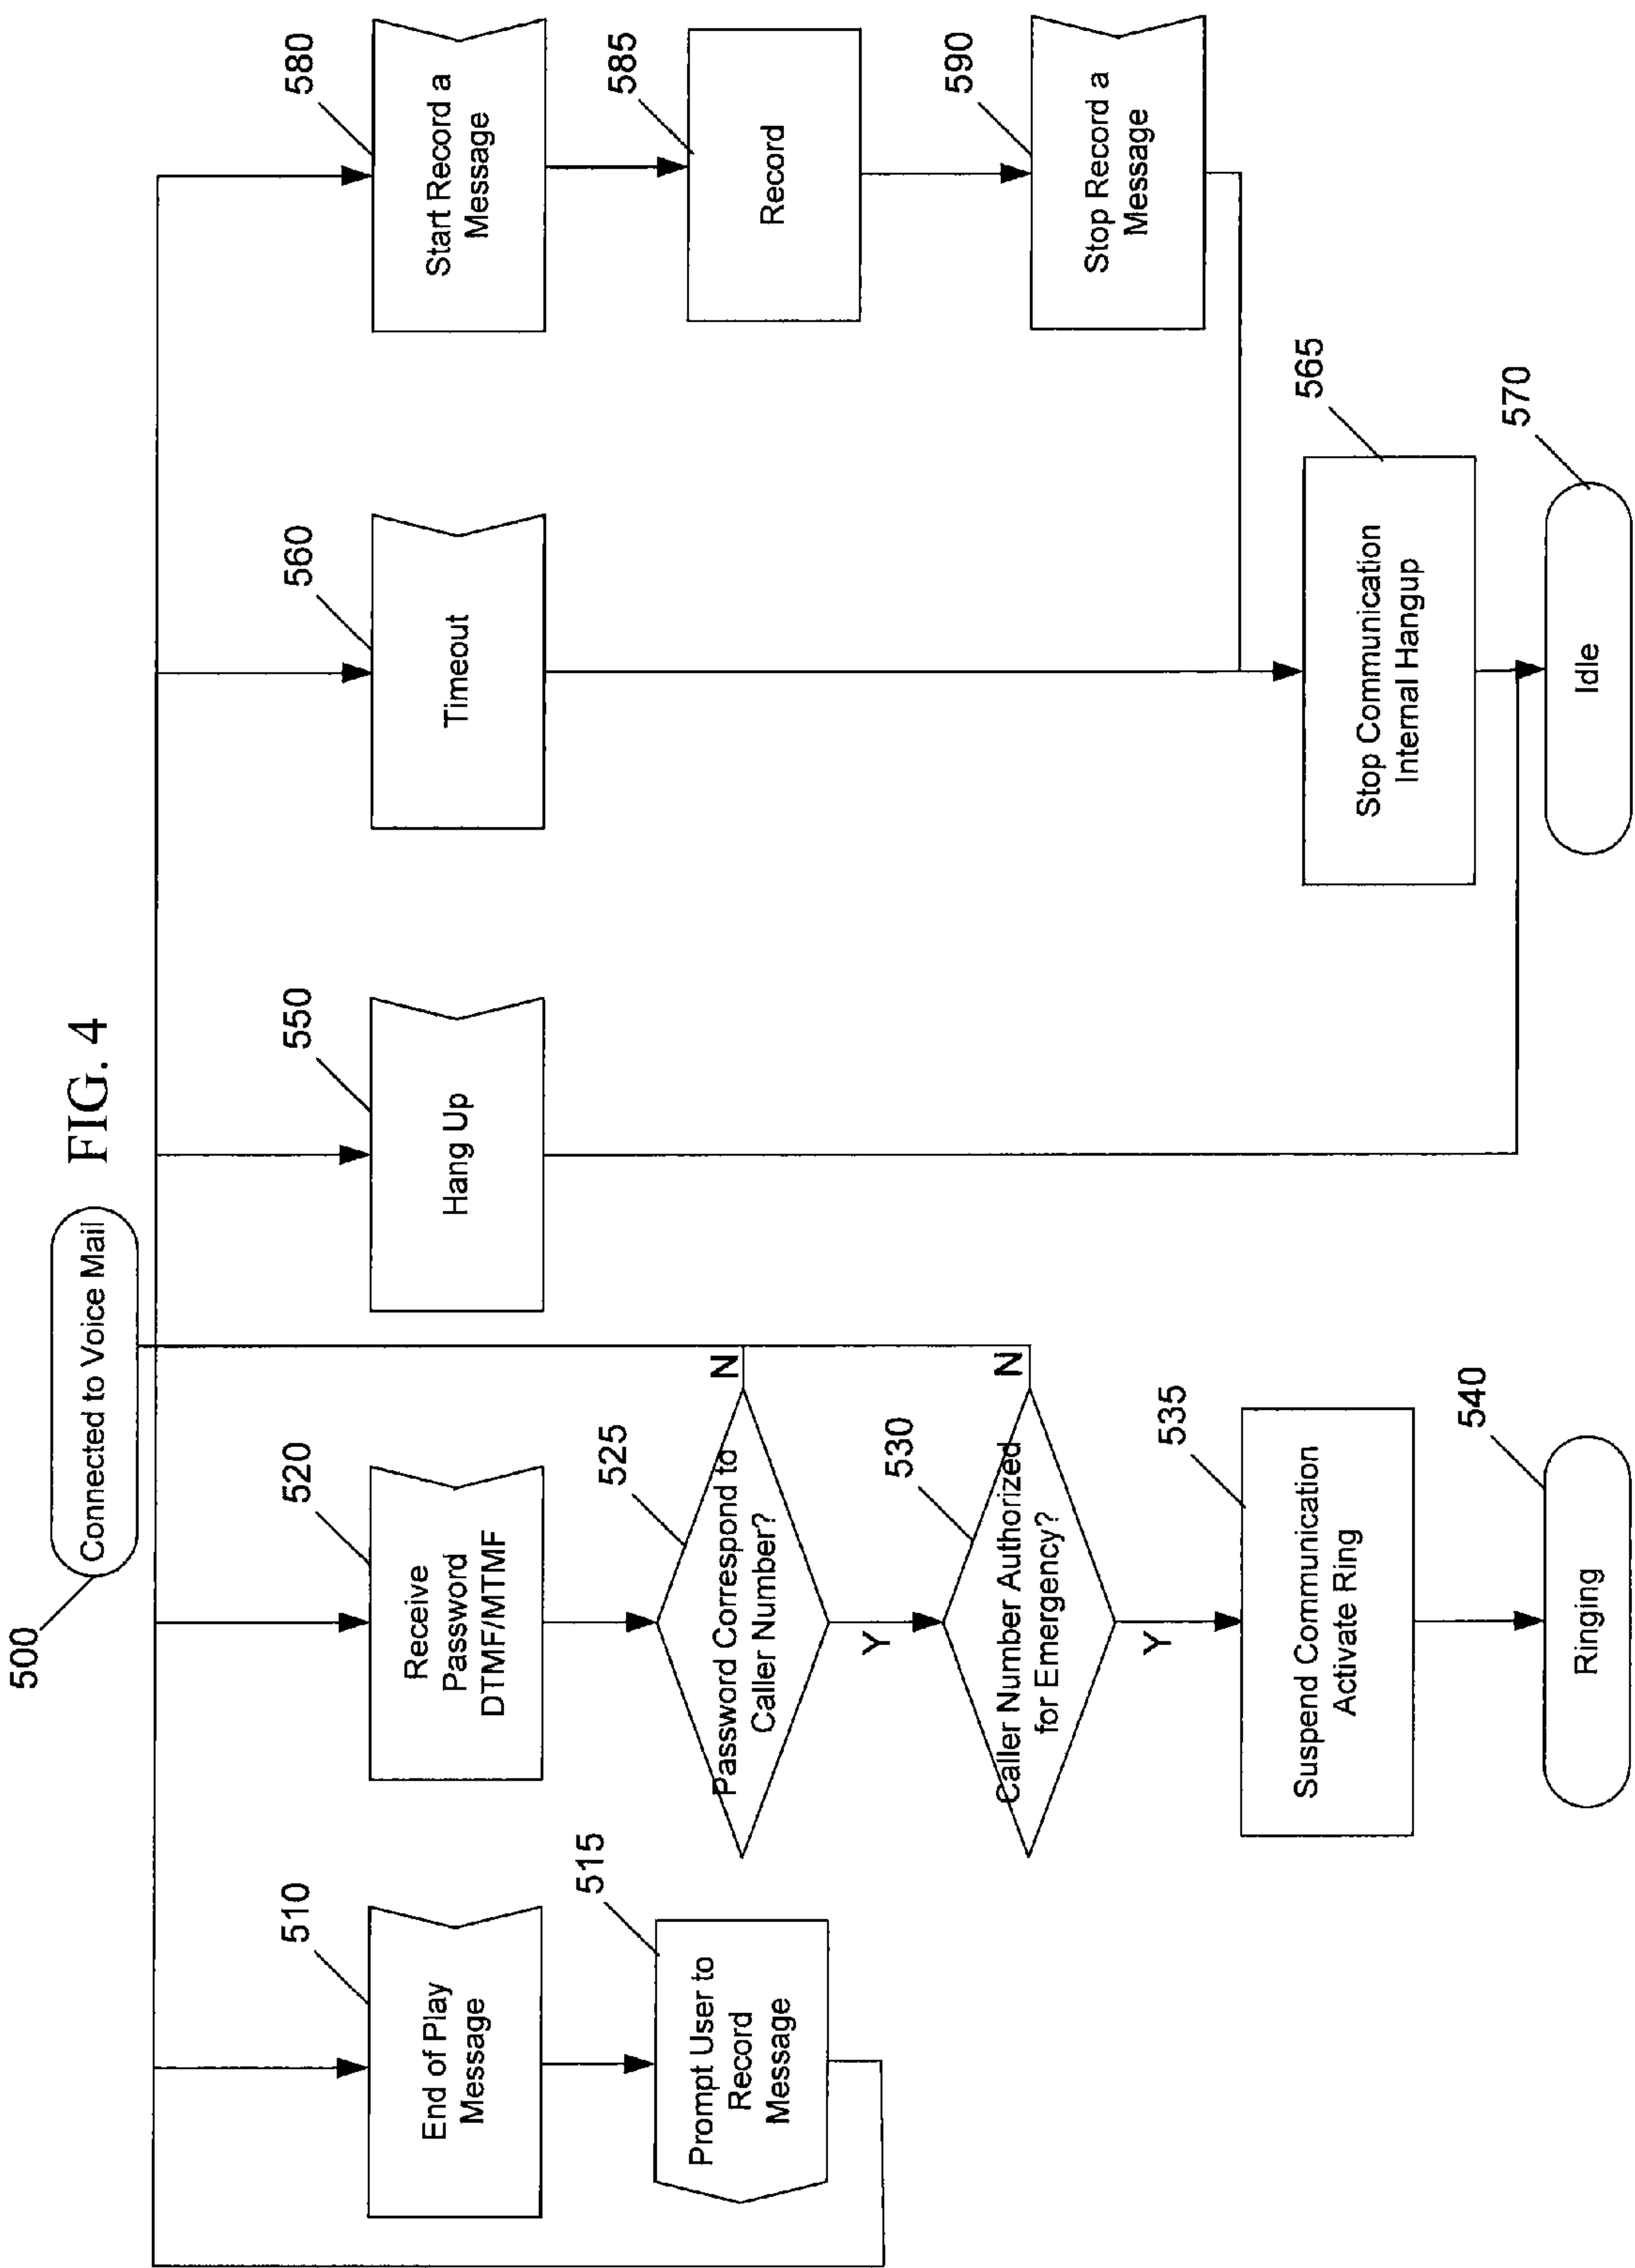 FIG. 4
500
Connected to Voice Mail
510
End of Play
Message
515
Prompt User to
Record
Message
520
Receive
Password
DTMF/MTMF
525
Password Correspond to
Caller Number?
N
Y
530
Caller Number Authorized
for Emergency?
N
Y
535
Suspend Communication
Activate Ring
540
Ringing
550
Hang Up
560
Timeout
565
Stop Communication
Internal Hangup
570
Idle
580
Start Record a
Message
585
Record
590
Stop Record a
Message